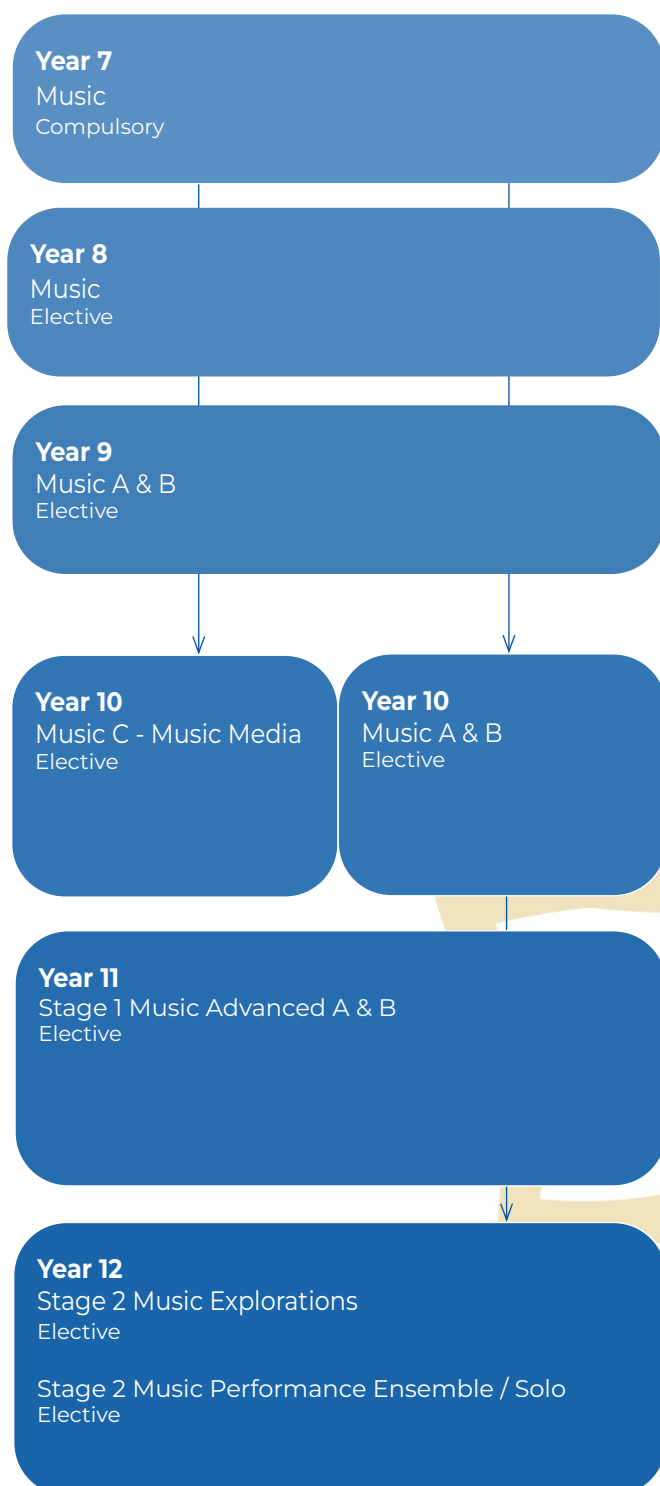 Year 7
Music
Compulsory
Year 8
Music
Elective
Year 9
Music A & B
Elective
Year 10
Music C - Music Media
Elective
Year 10
Music A & B
Elective
Year 11
Stage 1 Music Advanced A & B
Elective
Year 12
Stage 2 Music Explorations
Elective
Stage 2 Music Performance Ensemble / Solo
Elective